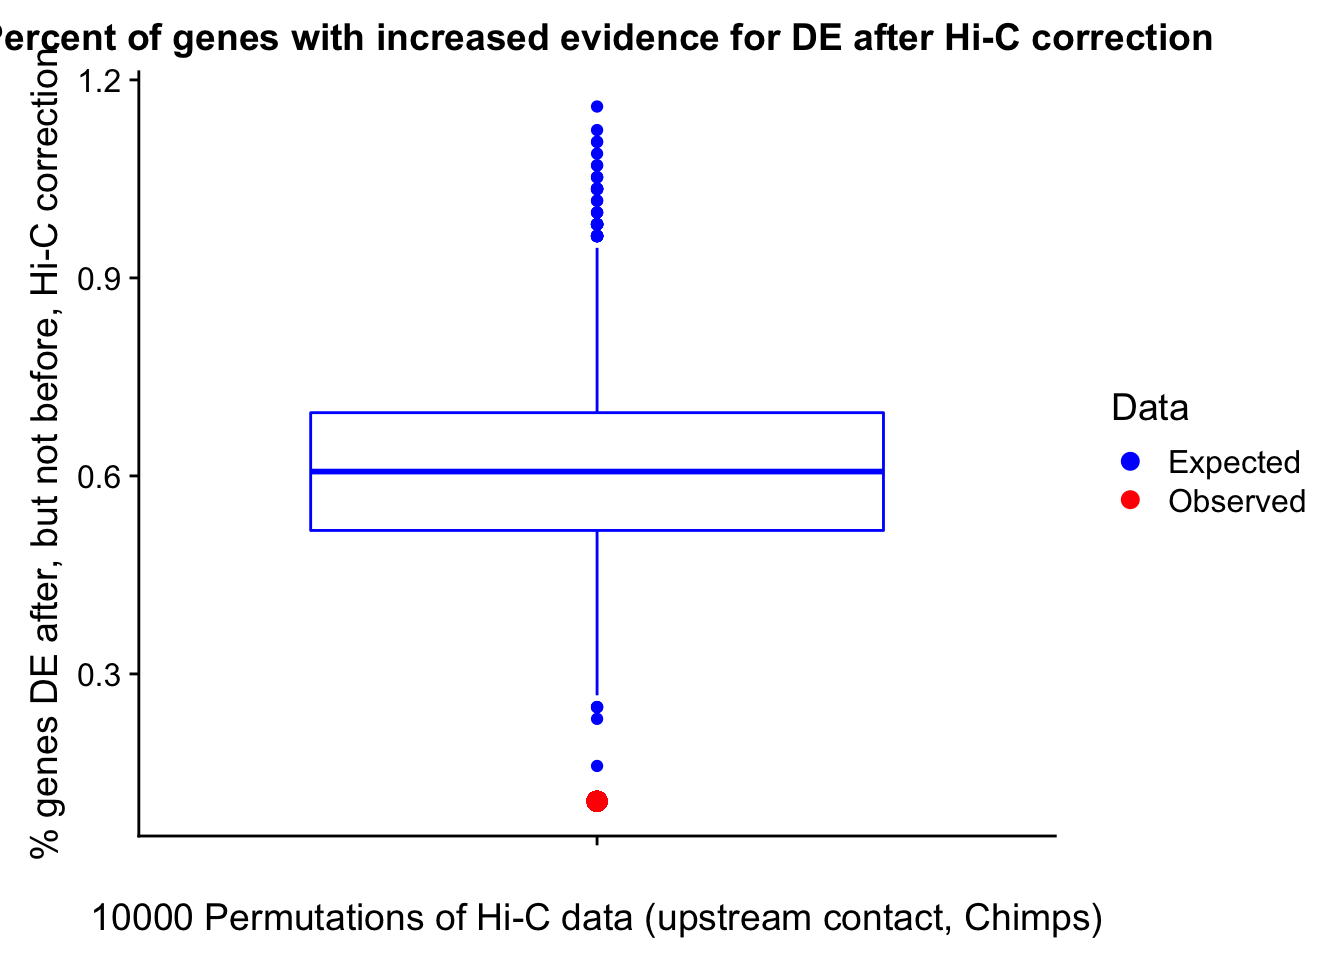 Percent of genes with increased evidence for DE after Hi-C correction
% genes DE after, but not before, Hi-C correction
1.2
0.9
0.6
0.3
Data
Expected
Observed
10000 Permutations of Hi-C data (upstream contact, Chimps)